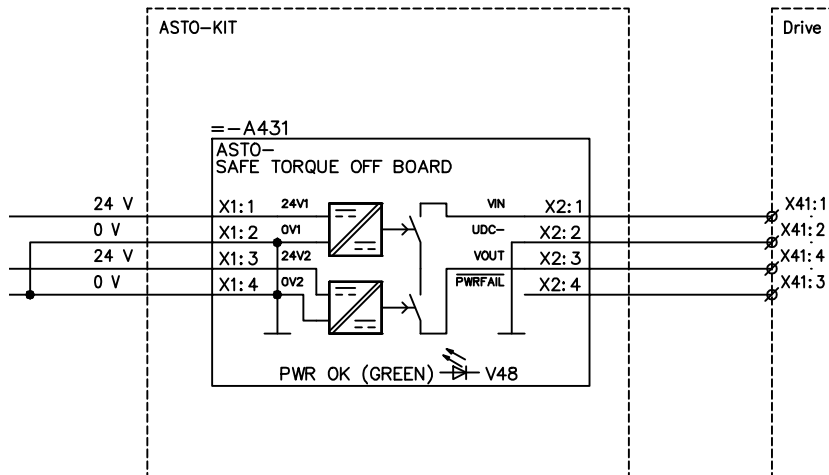 ASTO-KIT
Drive
=-A431
ASTO-
SAFE TORQUE OFF BOARD
24 V X1:1 24V1 VIN X2:1 X41:1
0 V X1:2 0V1 UDC- X2:2 X41:2
24 V X1:3 24V2 VOUT X2:3 X41:4
0 V X1:4 0V2 PWRFAIL X2:4 X41:3
PWR OK (GREEN) V48